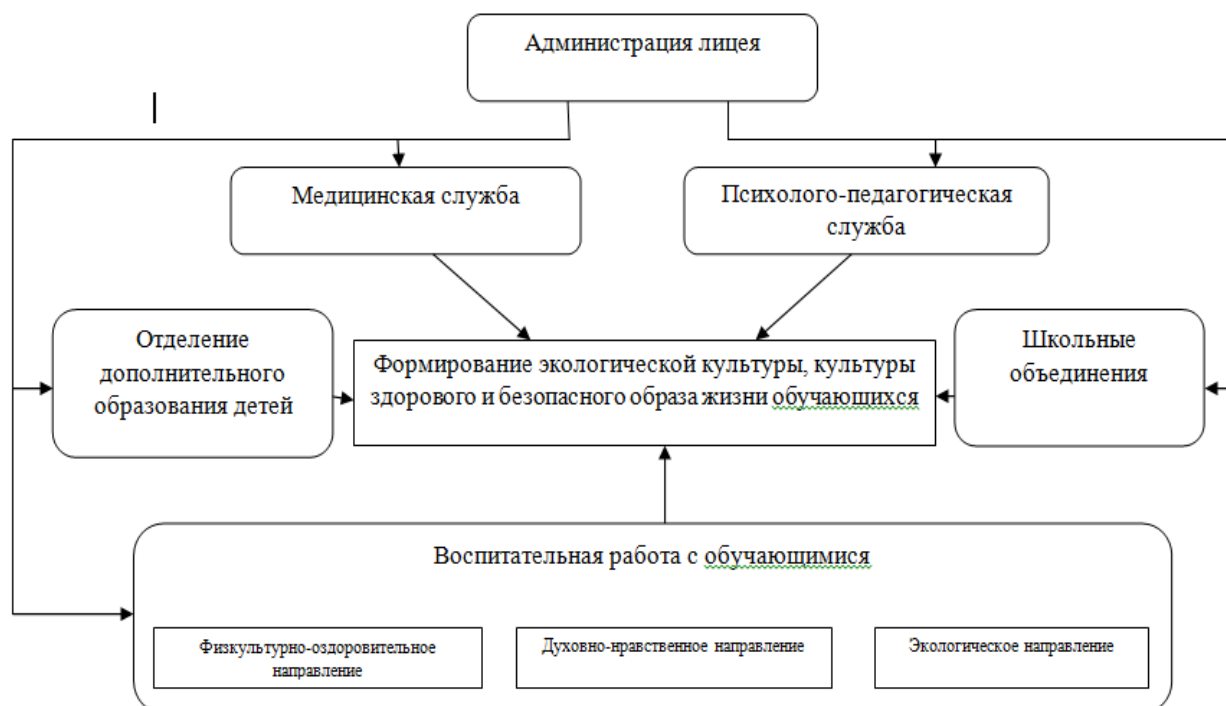 Администрация лицея
Медицинская служба
Психолого-педагогическая
служба
Отделение
дополнительного
образования детей
Формирование экологической культуры, культуры
здорового и безопасного образа жизни обучающихся
Школьные
объединения
Воспитательная работа с обучающимися
Физкультурно-оздоровительное
направление
Духовно-нравственное направление
Экологическое направление